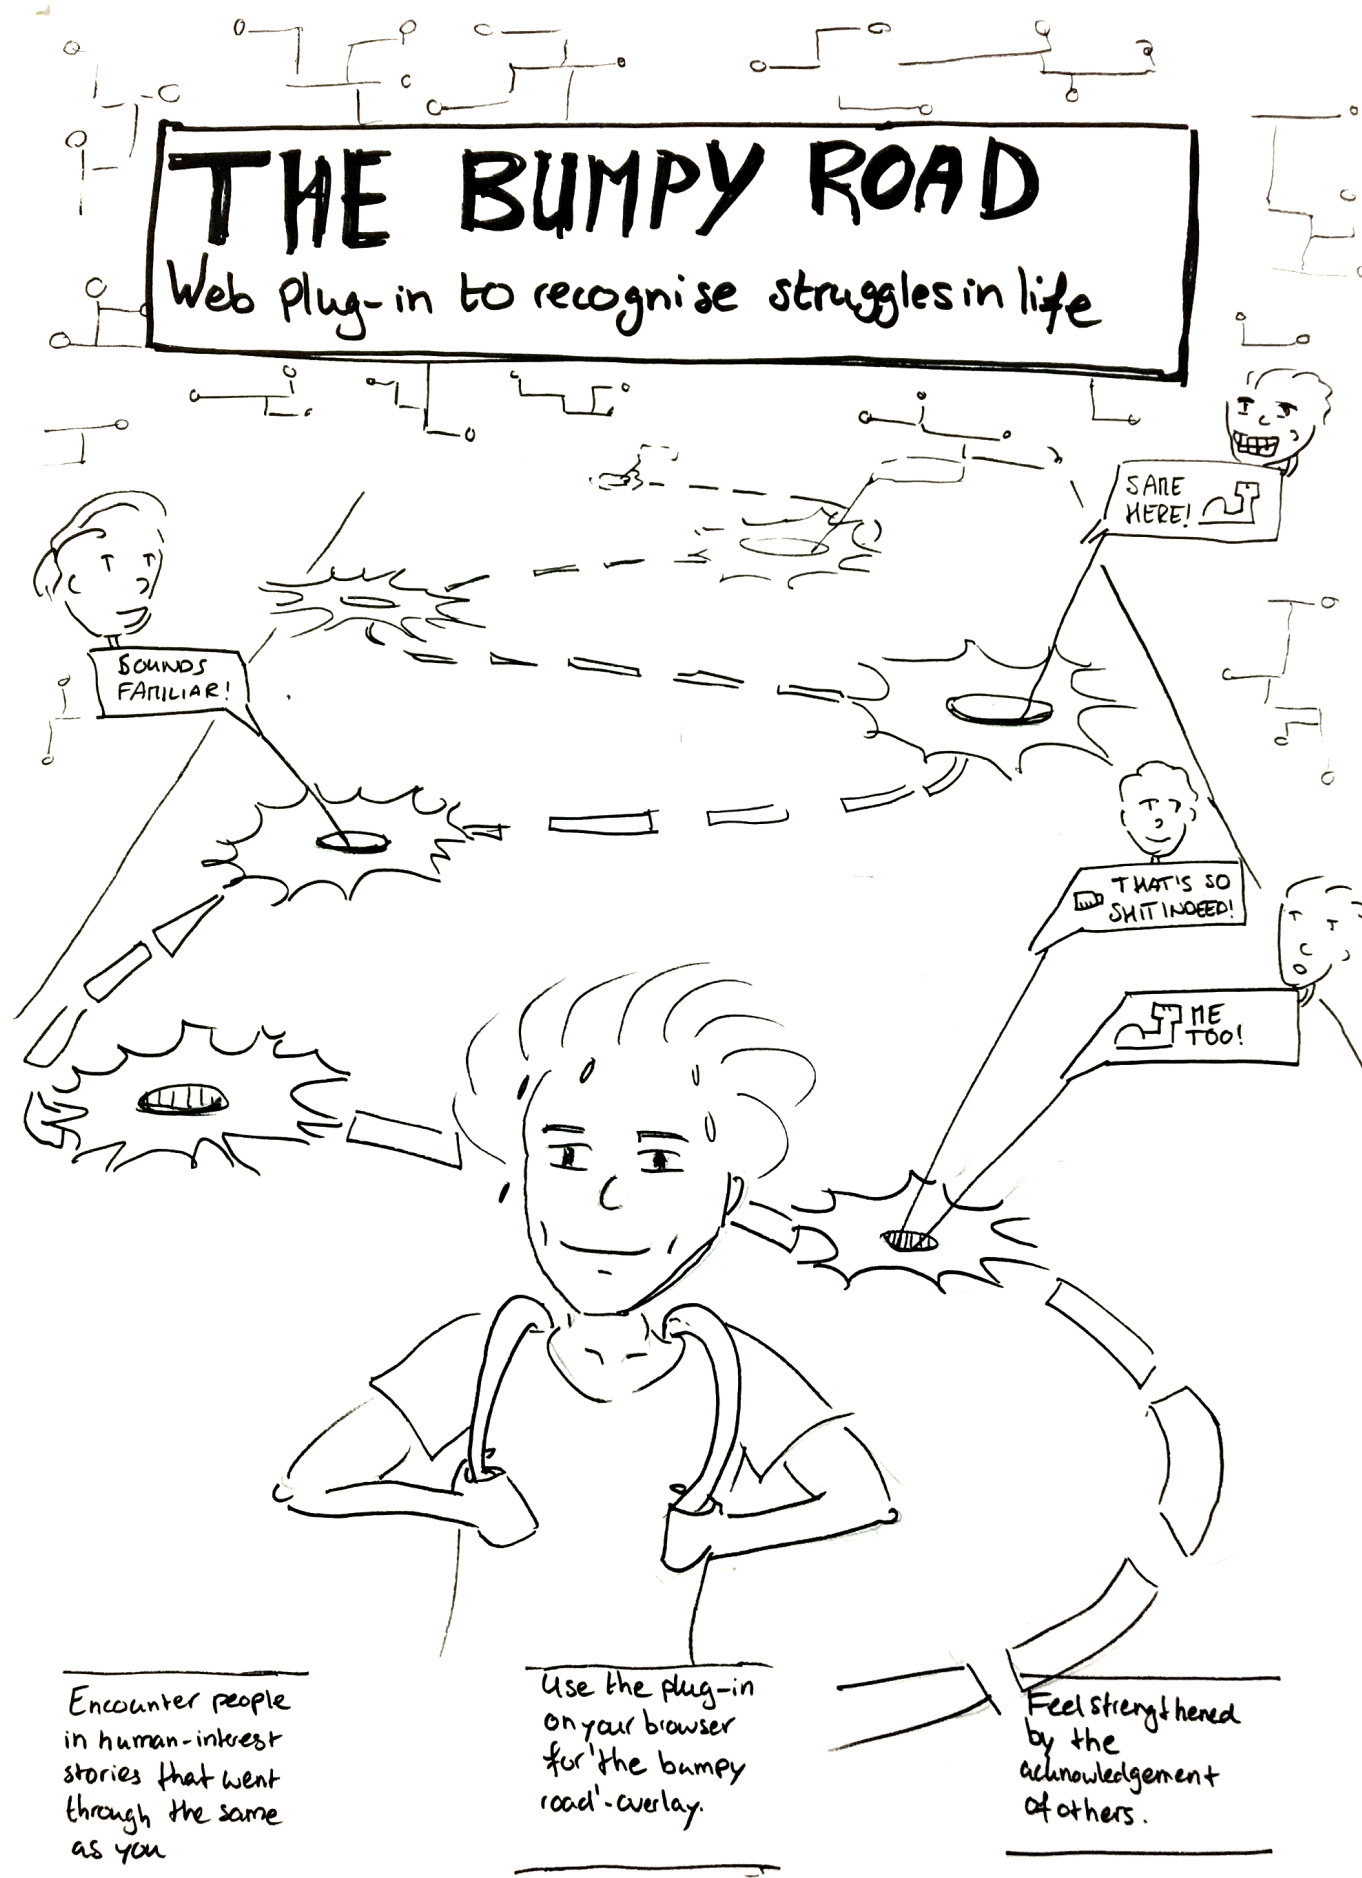 THE BUMPY ROAD
Web plug-in to recognise struggles in life
SAME
HERE!
SOUNDS
FAMILIAR!
THAT'S SO
SHIT INDEED!
ME
TOO!
Encounter people
in human-interest
stories that went
through the same
as you
Use the plug-in
on your browser
for 'the bumpy
road'-overlay.
Feel strengthened
by the
acknowledgement
of others.